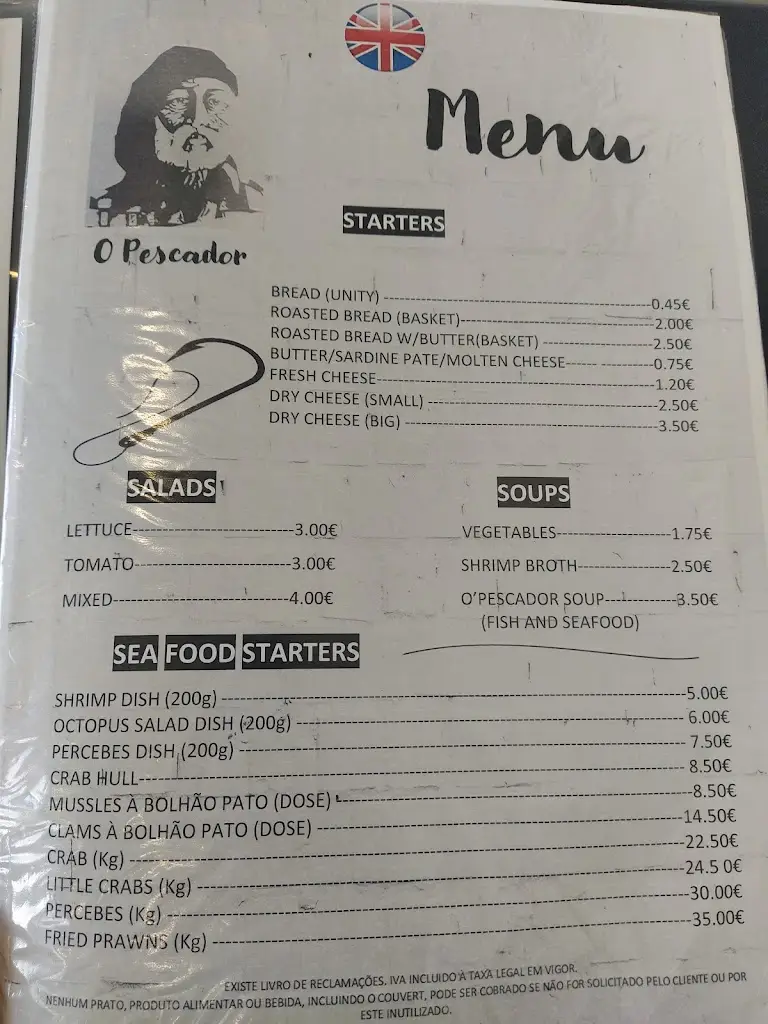 Menu
O Pescador
STARTERS
BREAD (UNITY) 0.45€
ROASTED BREAD (BASKET) 2.00€
ROASTED BREAD W/BUTTER(BASKET) 2.50€
BUTTER/SARDINE PATE/MOLTEN CHEESE 0.75€
FRESH CHEESE 1.20€
DRY CHEESE (SMALL) 2.50€
DRY CHEESE (BIG) 3.50€
SALADS
LETTUCE 3.00€
TOMATO 3.00€
MIXED 4.00€
SOUPS
VEGETABLES 1.75€
SHRIMP BROTH 2.50€
O'PESCADOR SOUP 3.50€
(FISH AND SEAFOOD)
SEA FOOD STARTERS
SHRIMP DISH (200g) 5.00€
OCTOPUS SALAD DISH (200g) 6.00€
PERCEBES DISH (200g) 7.50€
CRAB HULL 8.50€
MUSSLES À BOLHÃO PATO (DOSE) 8.50€
CLAMS À BOLHÃO PATO (DOSE) 14.50€
CRAB (Kg) 22.50€
LITTLE CRABS (Kg) 24.5 0€
PERCEBES (Kg) 30.00€
FRIED PRAWNS (Kg) 35.00€
EXISTE LIVRO DE RECLAMAÇÕES. IVA INCLUIDO À TAXA LEGAL EM VIGOR.
NENHUM PRATO, PRODUTO ALIMENTAR OU BEBIDA, INCLUINDO O COUVERT, PODE SER COBRADO SE NÃO FOR SOLICITADO PELO CLIENTE OU POR
ESTE INUTILIZADO.